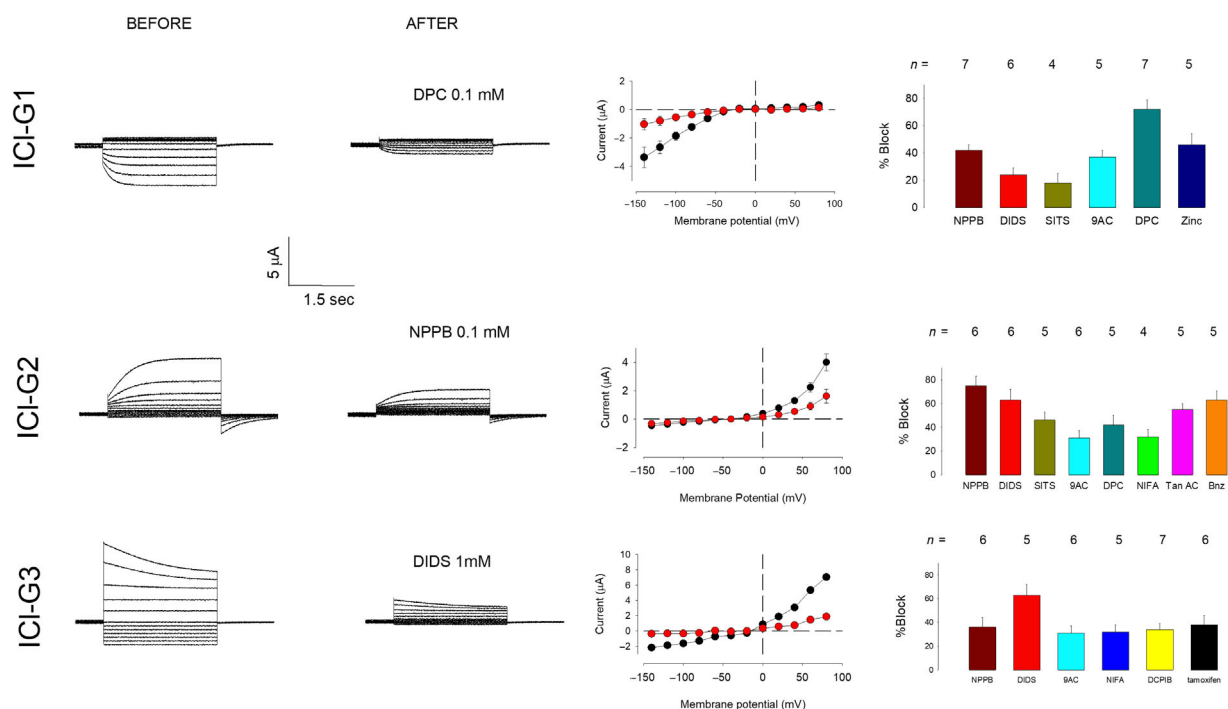 BEFORE AFTER
ICl-G1
DPC 0.1 mM
2
0
–2
–4
Current (μA)
–150 –100 –50 0 50 100
Membrane potential (mV)
n = 7 6 4 5 7 5
80
60
40
20
0
% Block
NPPB DIDS SITS 9AC DPC Zinc
5 μA
1.5 sec
ICl-G2
NPPB 0.1 mM
4
2
0
–2
Current (μA)
–150 –100 –50 0 50 100
Membrane Potential (mV)
n = 6 6 5 6 5 4 5 5
80
60
40
20
0
% Block
NPPB DIDS SITS 9AC DPC NIFA Tan AC Bnz
ICl-G3
DIDS 1mM
10
8
6
4
2
0
–2
Current (μA)
–150 –100 –50 0 50 100
Membrane potential (mV)
n = 6 5 6 5 7 6
80
60
40
20
0
%Block
NPPB DIDS 9AC NIFA DCPIB tamoxifen